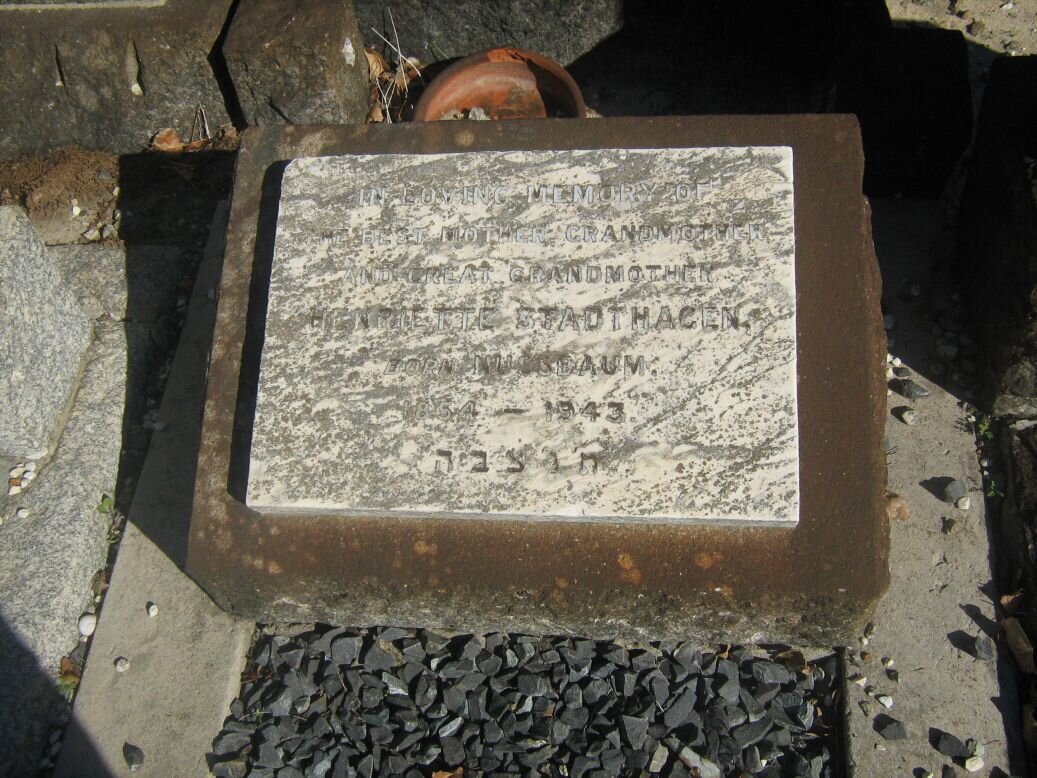 IN LOVING MEMORY OF
THE BEST MOTHER, GRANDMOTHER
AND GREAT GRANDMOTHER
HENRIETTE STADTHAGEN,
BORN NUSSBAUM.
1854 – 1943
ת נ צ ב ה